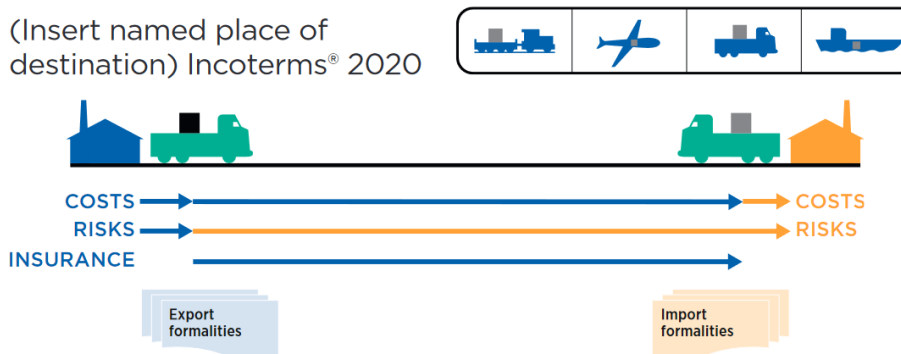 (Insert named place of
destination) Incoterms® 2020
COSTS COSTS
RISKS RISKS
INSURANCE
Export
formalities
Import
formalities